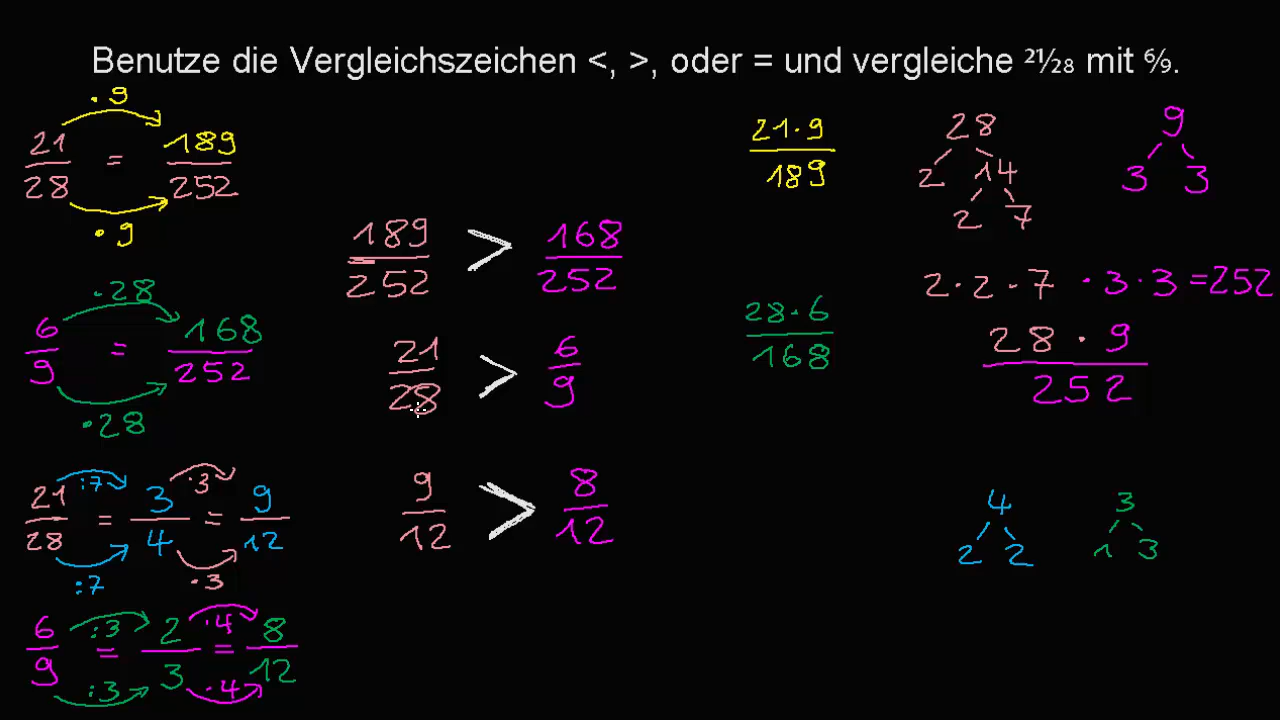 Benutze die Vergleichszeichen <, >, oder = und vergleiche 21/28 mit 6/9.
· 9
21/28 = 189/252
· 9
·28
6/9 = 168/252
·28
21/28 = 3/4 = 9/12
:7 ·3
:7 ·3
6/9 = 2/3 = 8/12
:3 ·4
:3 ·4
189/252 > 168/252
21/28 > 6/9
9/12 > 8/12
21·9
189
28·6
168
28
2 14
2 7
9
3 3
2·2·7 ·3·3=252
28 · 9
252
4
2 2
3
1 3